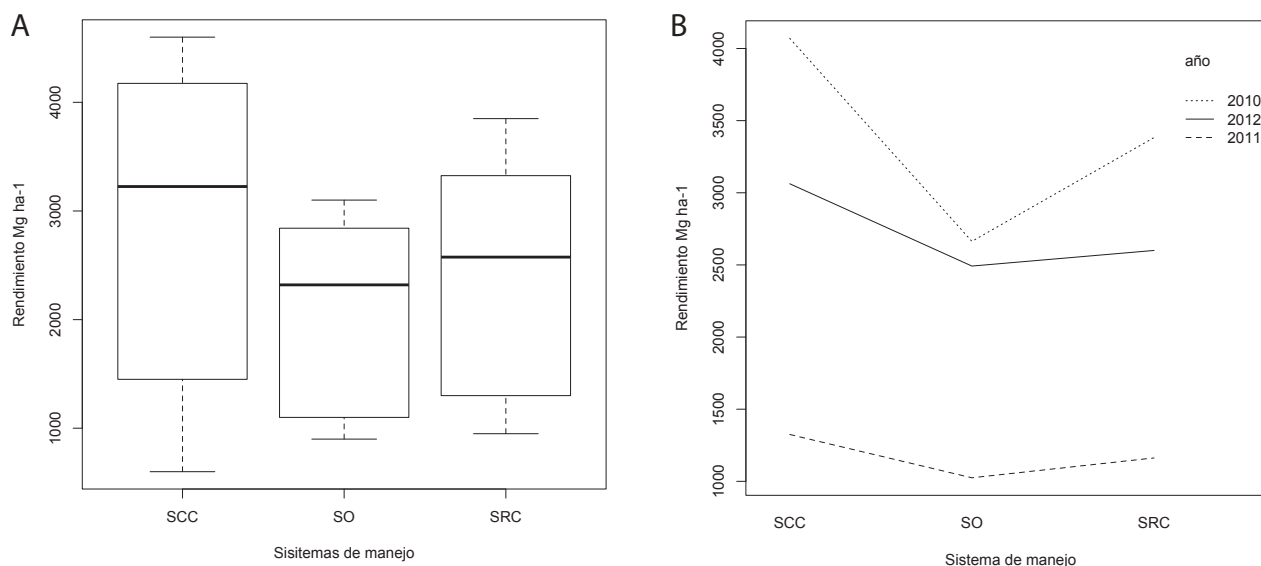 A
Rendimiento Mg ha-1
4000
3000
2000
1000
SCC SO SRC
Sisitemas de manejo
B
Rendimiento Mg ha-1
4000
3500
3000
2500
2000
1500
1000
año
2010
2012
2011
SCC SO SRC
Sistema de manejo